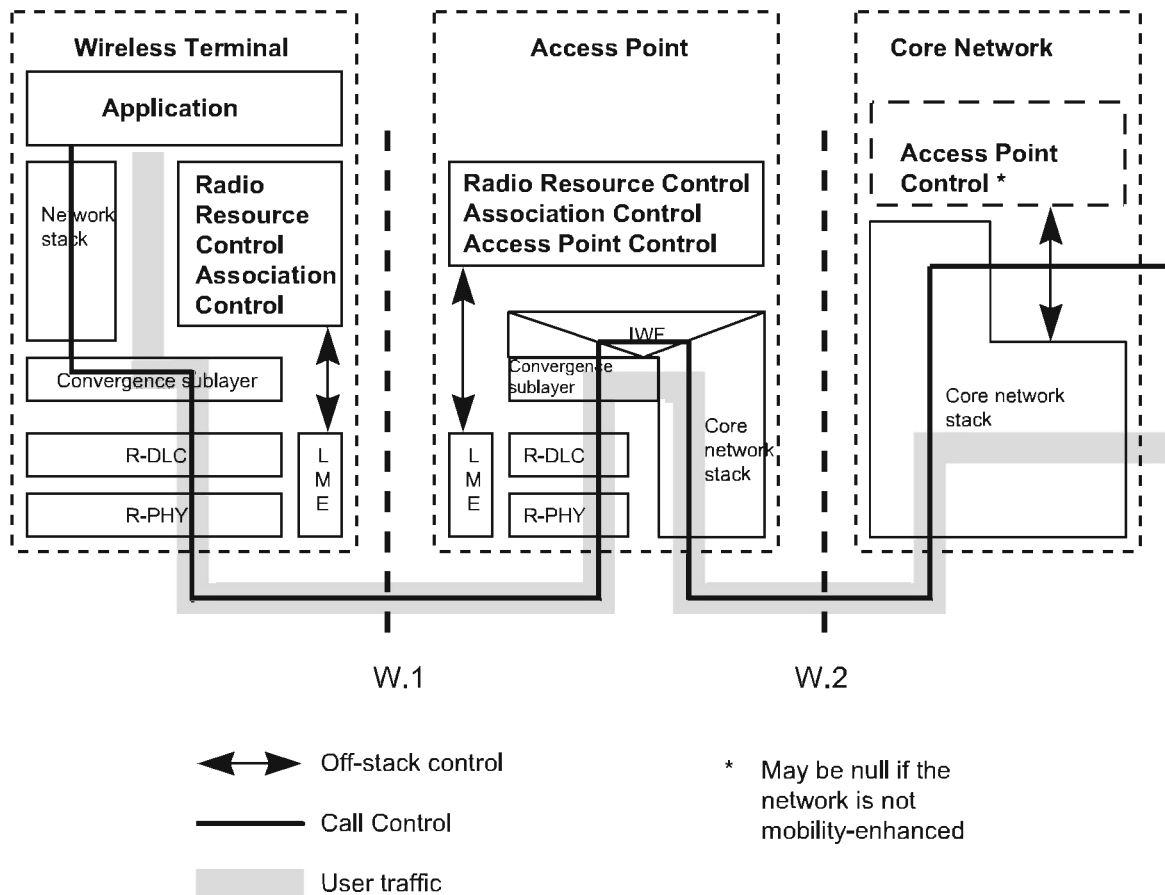 Wireless Terminal
Application
Network
stack
Radio
Resource
Control
Association
Control
Convergence sublayer
R-DLC
R-PHY
L
M
E
Access Point
Radio Resource Control
Association Control
Access Point Control
IWF
Convergence
sublayer
R-DLC
R-PHY
L
M
E
Core
network
stack
Core Network
Access Point
Control *
Core network
stack
W.1
W.2
Off-stack control
Call Control
User traffic
* May be null if the
network is not
mobility-enhanced